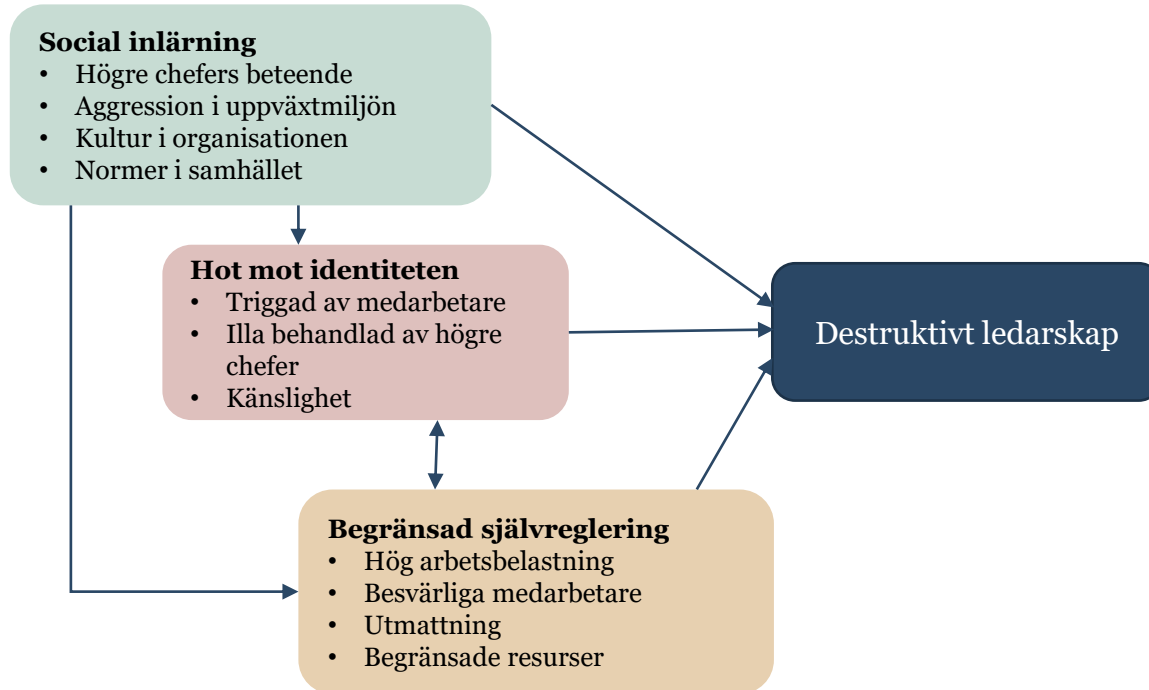 Social inlärning
• Högre chefers beteende
• Aggression i uppväxtmiljön
• Kultur i organisationen
• Normer i samhället
Hot mot identiteten
• Triggad av medarbetare
• Illa behandlad av högre
chefer
• Känslighet
Destruktivt ledarskap
Begränsad självreglering
• Hög arbetsbelastning
• Besvärliga medarbetare
• Utmattning
• Begränsade resurser